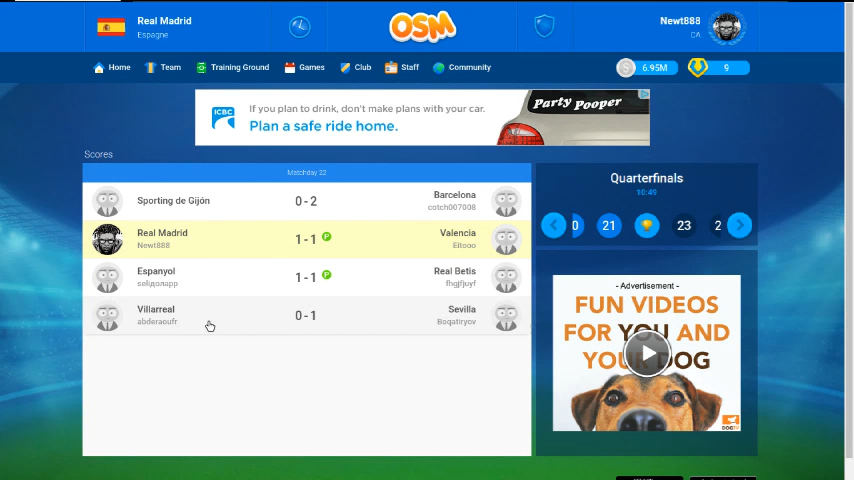 Real Madrid
Espagne
OSM
Newt888
CA
Home
Team
Training Ground
Games
Club
Staff
Community
6.95M
9
ICBC
If you plan to drink, don't make plans with your car.
Plan a safe ride home.
Party Pooper
Scores
Matchday 22
Sporting de Gijón
0 - 2
Barcelona
cotch007008
Real Madrid
Newt888
1 - 1 P
Valencia
Eitooo
Espanyol
1 - 1 P
Real Betis
fhgjfjuyf
Villarreal
abderaoufr
0 - 1
Sevilla
Boqatiryov
Quarterfinals
10:49
0
21
23
2
- Advertisement -
FUN VIDEOS
FOR YOU AND
YOUR DOG